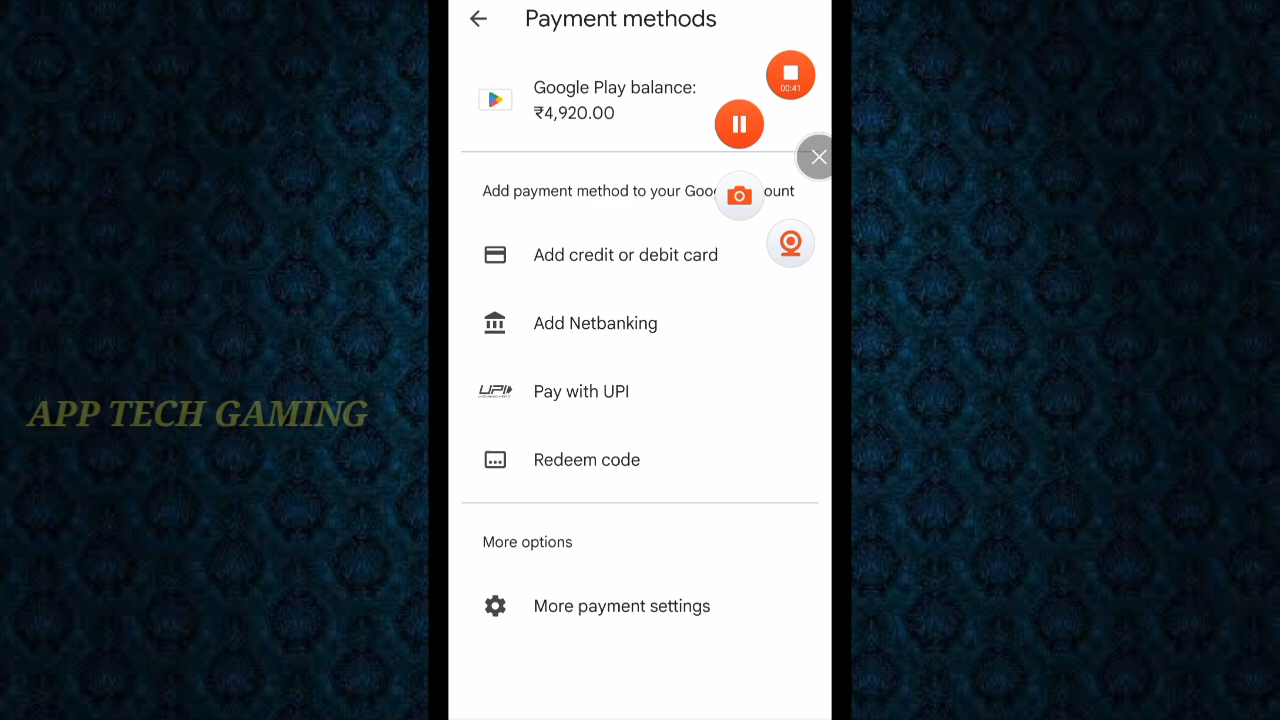 Payment methods
Google Play balance:
₹4,920.00
00:41
Add payment method to your Goo ount
Add credit or debit card
Add Netbanking
UPI
Pay with UPI
APP TECH GAMING
Redeem code
More options
More payment settings